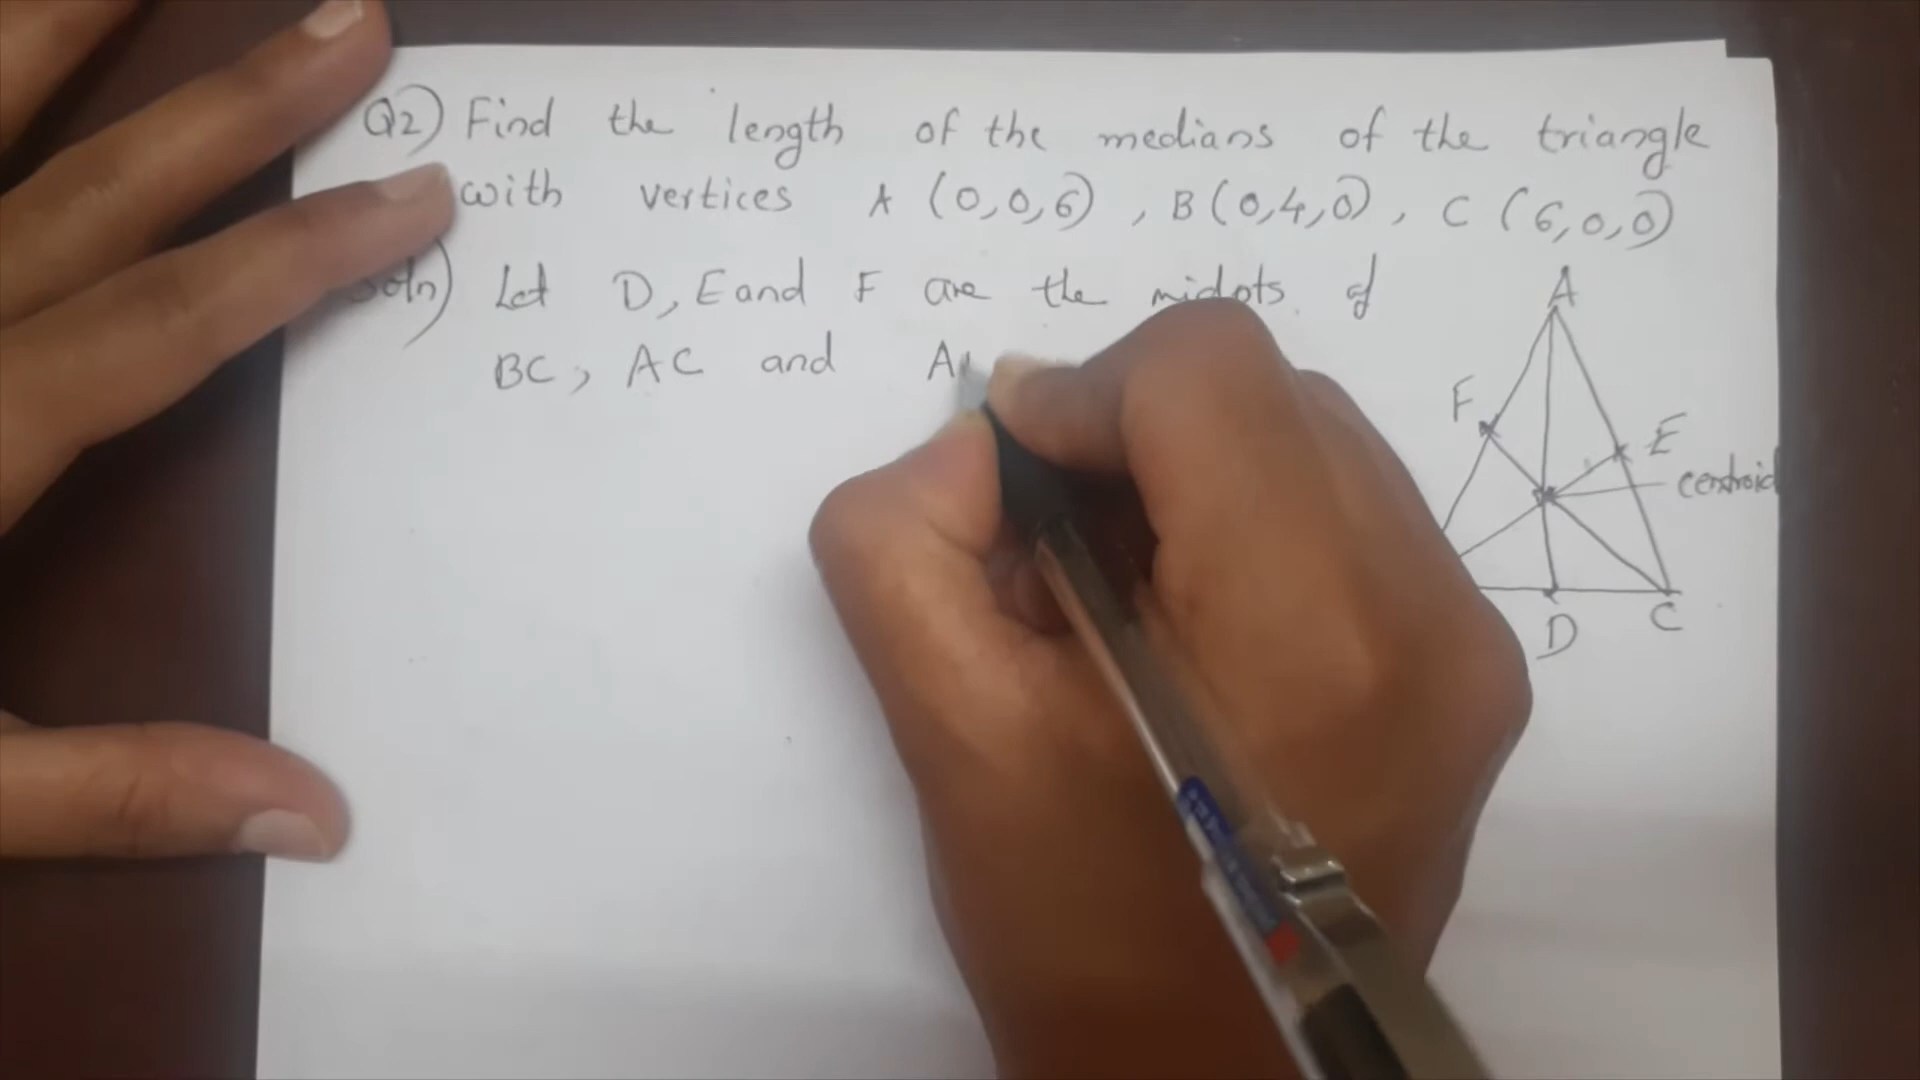 Q2) Find the length of the medians of the triangle
with vertices A (0,0,6) , B (0,4,0) , C (6,0,0)
Soln) Let D, E and F are the midpts. of
BC, AC and
A
F
E
centroid
D
C